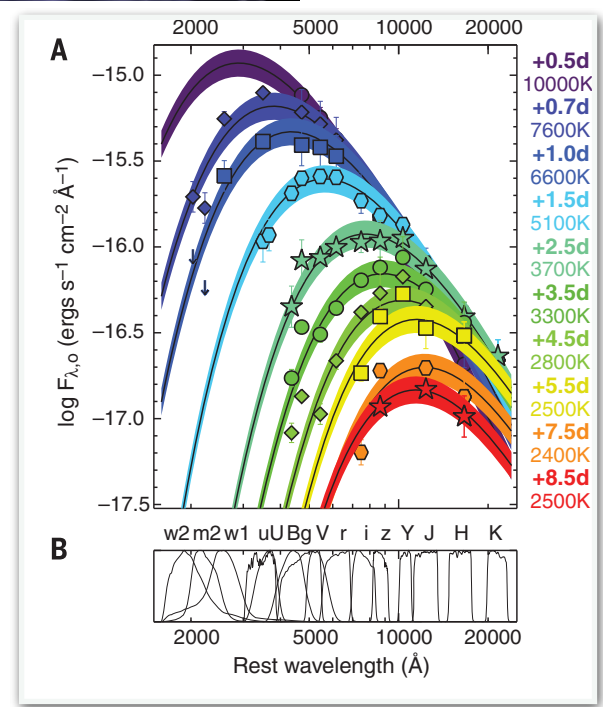 2000 5000 10000 20000
A
−15.0
−15.5
−16.0
−16.5
−17.0
−17.5
log Fλ,o (ergs s−1 cm−2 Å−1)
+0.5d
10000K
+0.7d
7600K
+1.0d
6600K
+1.5d
5100K
+2.5d
3700K
+3.5d
3300K
+4.5d
2800K
+5.5d
2500K
+7.5d
2400K
+8.5d
2500K
B
w2 m2 w1 uU Bg V r i z Y J H K
2000 5000 10000 20000
Rest wavelength (Å)